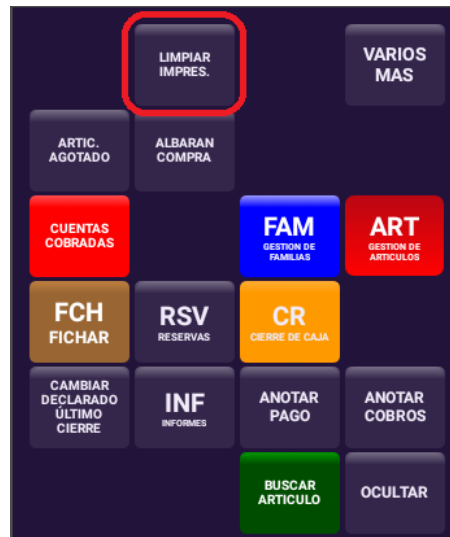 LIMPIAR
IMPRES.
VARIOS
MAS
ARTIC.
AGOTADO
ALBARAN
COMPRA
CUENTAS
COBRADAS
FAM
GESTION DE
FAMILIAS
ART
GESTION DE
ARTICULOS
FCH
FICHAR
RSV
RESERVAS
CR
CIERRE DE CAJA
CAMBIAR
DECLARADO
ÚLTIMO
CIERRE
INF
INFORMES
ANOTAR
PAGO
ANOTAR
COBROS
BUSCAR
ARTICULO
OCULTAR